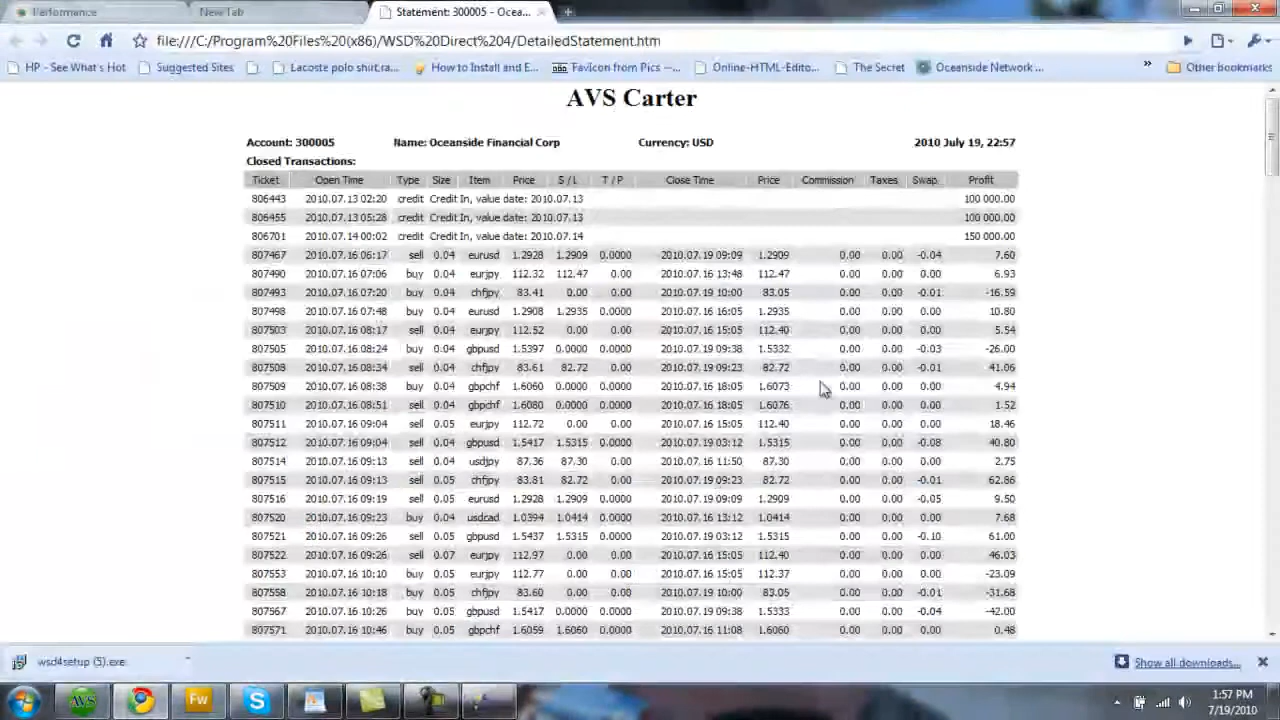 Performance
New Tab
Statement: 300005 - Ocea...
file:///C:/Program%20Files%20(x86)/WSD%20Direct%204/DetailedStatement.htm
HP - See What's Hot
Suggested Sites
Lacoste polo shirt,ra...
How to Install and E...
Favicon from Pics —...
Online-HTML-Edito...
The Secret
Oceanside Network ...
»
Other bookmarks
AVS Carter
Account: 300005 Name: Oceanside Financial Corp Currency: USD 2010 July 19, 22:57
Closed Transactions:
Ticket Open Time Type Size Item Price S / L T / P Close Time Price Commission Taxes Swap Profit
806443 2010.07.13 02:20 credit Credit In, value date: 2010.07.13 100 000.00
806455 2010.07.13 05:28 credit Credit In, value date: 2010.07.13 100 000.00
806701 2010.07.14 00:02 credit Credit In, value date: 2010.07.14 150 000.00
807467 2010.07.16 06:17 sell 0.04 eurusd 1.2928 1.2909 0.0000 2010.07.19 09:09 1.2909 0.00 0.00 -0.04 7.60
807490 2010.07.16 07:06 buy 0.04 eurjpy 112.32 112.47 0.00 2010.07.16 13:48 112.47 0.00 0.00 0.00 6.93
807493 2010.07.16 07:20 buy 0.04 chfjpy 83.41 0.00 0.00 2010.07.19 10:00 83.05 0.00 0.00 -0.01 -16.59
807498 2010.07.16 07:48 buy 0.04 eurusd 1.2908 1.2935 0.0000 2010.07.16 16:05 1.2935 0.00 0.00 0.00 10.80
807503 2010.07.16 08:17 sell 0.04 eurjpy 112.52 0.00 0.00 2010.07.16 15:05 112.40 0.00 0.00 0.00 5.54
807505 2010.07.16 08:24 buy 0.04 gbpusd 1.5397 0.0000 0.0000 2010.07.19 09:38 1.5332 0.00 0.00 -0.03 -26.00
807508 2010.07.16 08:34 sell 0.04 chfjpy 83.61 82.72 0.00 2010.07.19 09:23 82.72 0.00 0.00 -0.01 41.06
807509 2010.07.16 08:38 buy 0.04 gbpchf 1.6060 0.0000 0.0000 2010.07.16 18:05 1.6073 0.00 0.00 0.00 4.94
807510 2010.07.16 08:51 sell 0.04 gbpchf 1.6080 0.0000 0.0000 2010.07.16 18:05 1.6076 0.00 0.00 0.00 1.52
807511 2010.07.16 09:04 sell 0.05 eurjpy 112.72 0.00 0.00 2010.07.16 15:05 112.40 0.00 0.00 0.00 18.46
807512 2010.07.16 09:04 sell 0.04 gbpusd 1.5417 1.5315 0.0000 2010.07.19 03:12 1.5315 0.00 0.00 -0.08 40.80
807514 2010.07.16 09:13 sell 0.04 usdjpy 87.36 87.30 0.00 2010.07.16 11:50 87.30 0.00 0.00 0.00 2.75
807515 2010.07.16 09:13 sell 0.05 chfjpy 83.81 82.72 0.00 2010.07.19 09:23 82.72 0.00 0.00 -0.01 62.86
807516 2010.07.16 09:19 sell 0.05 eurusd 1.2928 1.2909 0.0000 2010.07.19 09:09 1.2909 0.00 0.00 -0.05 9.50
807520 2010.07.16 09:23 buy 0.04 usdcad 1.0394 1.0414 0.0000 2010.07.16 13:12 1.0414 0.00 0.00 0.00 7.68
807521 2010.07.16 09:26 sell 0.05 gbpusd 1.5437 1.5315 0.0000 2010.07.19 03:12 1.5315 0.00 0.00 -0.10 61.00
807522 2010.07.16 09:26 sell 0.07 eurjpy 112.97 0.00 0.00 2010.07.16 15:05 112.40 0.00 0.00 0.00 46.03
807553 2010.07.16 10:10 buy 0.05 eurjpy 112.77 0.00 0.00 2010.07.16 15:05 112.37 0.00 0.00 0.00 -23.09
807558 2010.07.16 10:18 buy 0.05 chfjpy 83.60 0.00 0.00 2010.07.19 10:00 83.05 0.00 0.00 -0.01 -31.68
807567 2010.07.16 10:26 buy 0.05 gbpusd 1.5417 0.0000 0.0000 2010.07.19 09:38 1.5333 0.00 0.00 -0.04 -42.00
807571 2010.07.16 10:46 buy 0.05 gbpchf 1.6059 1.6060 0.0000 2010.07.16 11:08 1.6060 0.00 0.00 0.00 0.48
wsd4setup (5).exe
Show all downloads...
AVS
Fw
1:57 PM
7/19/2010